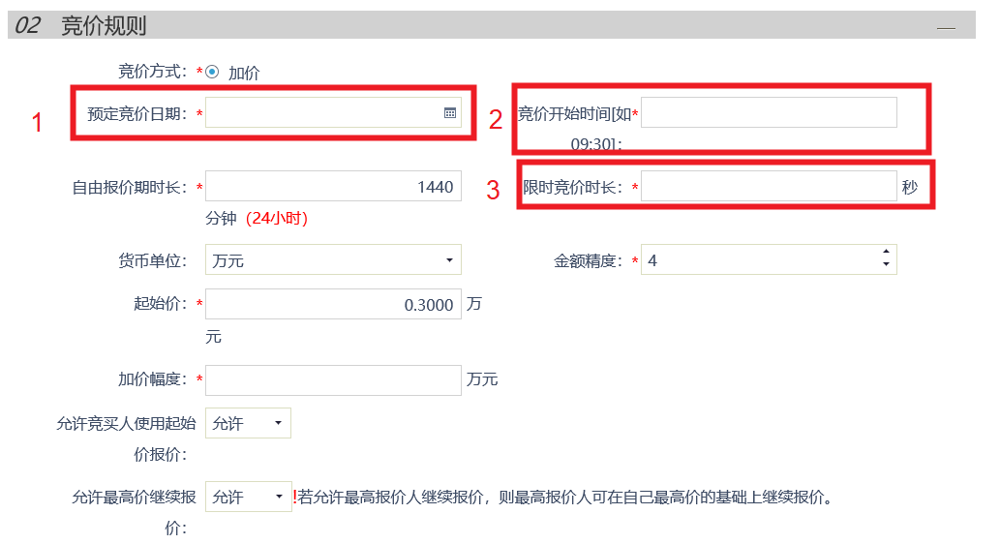 02 竞价规则
竞价方式：*加价
1 预定竞价日期：*
2 竞价开始时间[如*
09:30]：
自由报价期时长：*1440
分钟（24小时）
3 限时竞价时长：*秒
货币单位：万元
金额精度：*4
起始价：*0.3000 万
元
加价幅度：*万元
允许竞买人使用起始 允许
价报价：
允许最高价继续报 允许 !若允许最高报价人继续报价，则最高报价人可在自己最高价的基础上继续报价。
价：